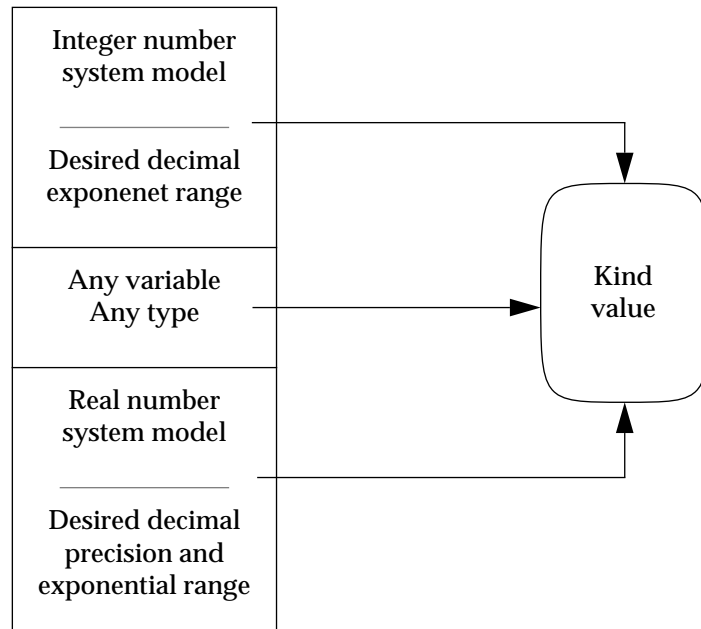 Integer number
system model
Desired decimal
exponenet range
Any variable
Any type
Real number
system model
Desired decimal
precision and
exponential range
Kind
value